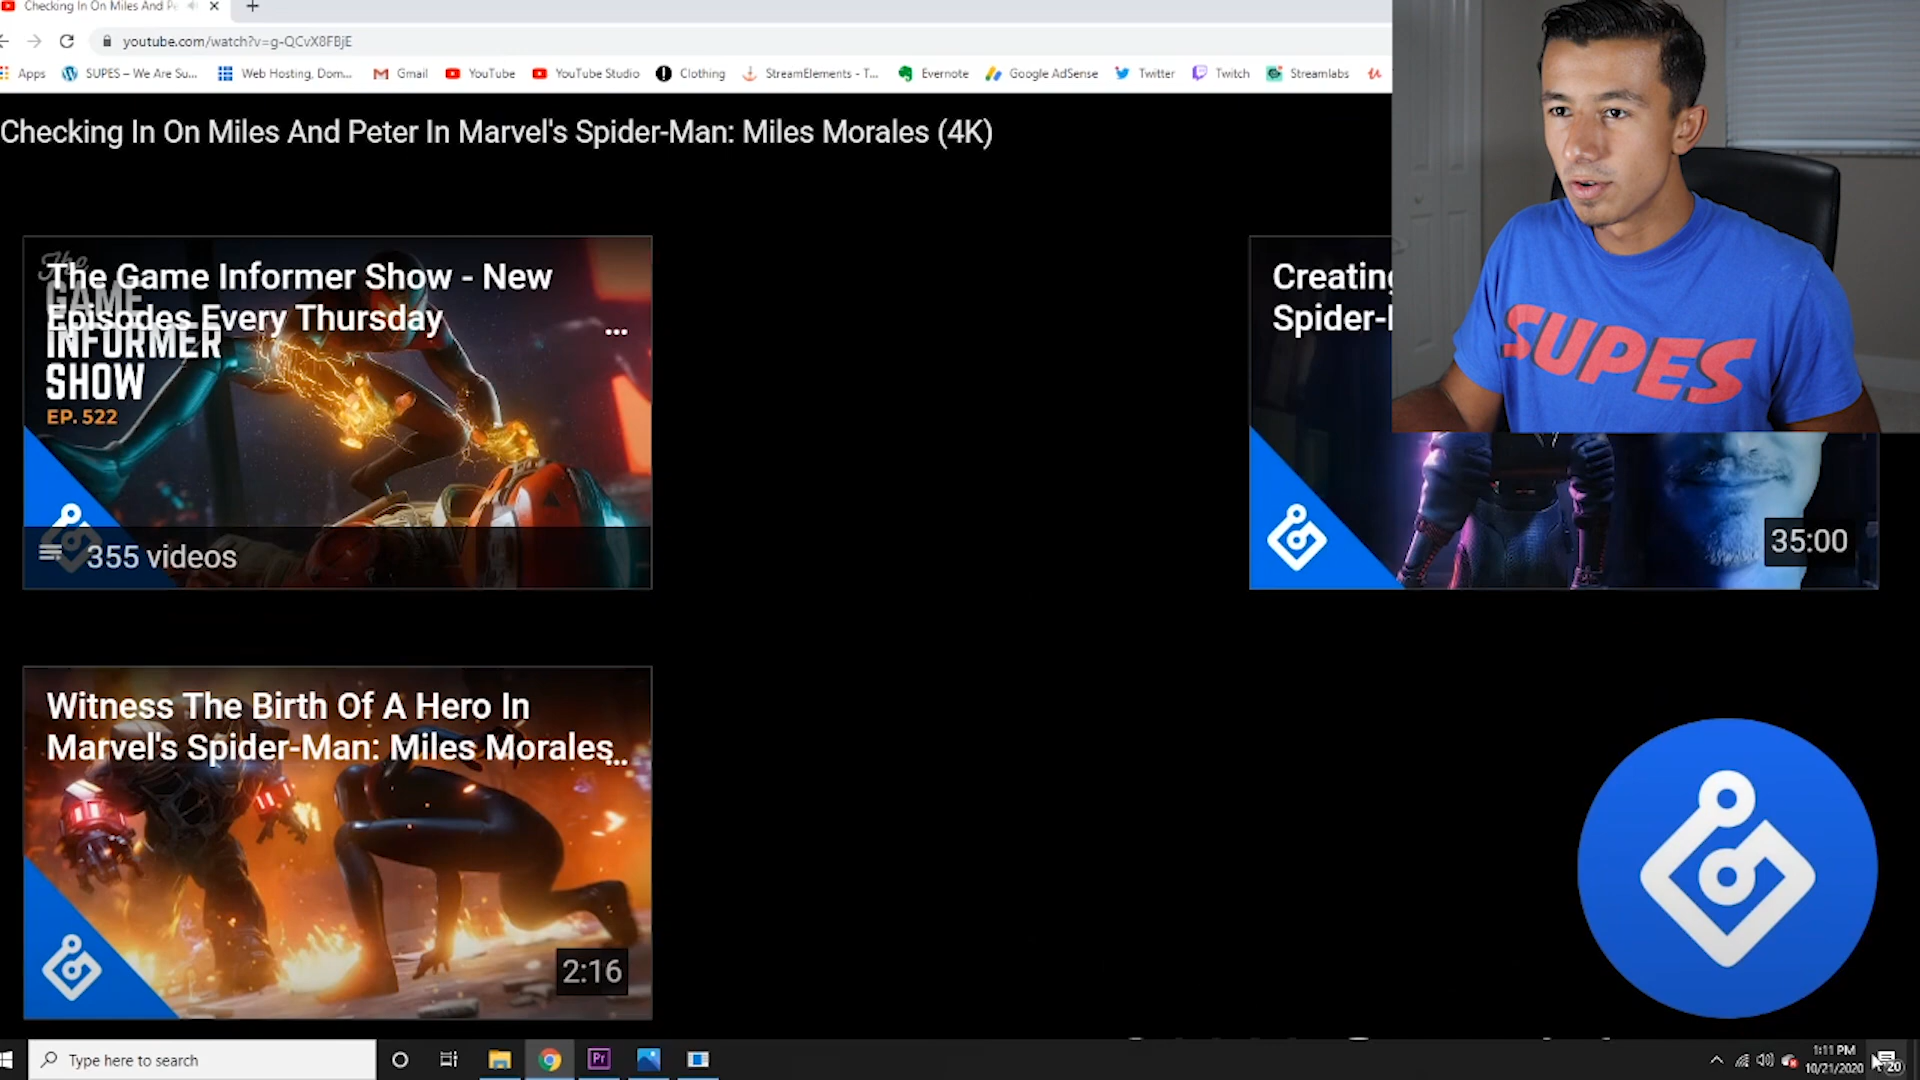 Checking In On Miles And Pe
youtube.com/watch?v=g-QCvX8FBjE
Apps SUPES – We Are Su... Web Hosting, Dom... Gmail YouTube YouTube Studio Clothing StreamElements - T... Evernote Google AdSense Twitter Twitch Streamlabs
Checking In On Miles And Peter In Marvel's Spider-Man: Miles Morales (4K)
The Game Informer Show - New
Episodes Every Thursday ...
The
GAME
INFORMER
SHOW
EP. 522
355 videos
Creating
Spider-
35:00
SUPES
Witness The Birth Of A Hero In
Marvel's Spider-Man: Miles Morales...
2:16
Type here to search
Pr
1:11 PM
10/21/2020
20